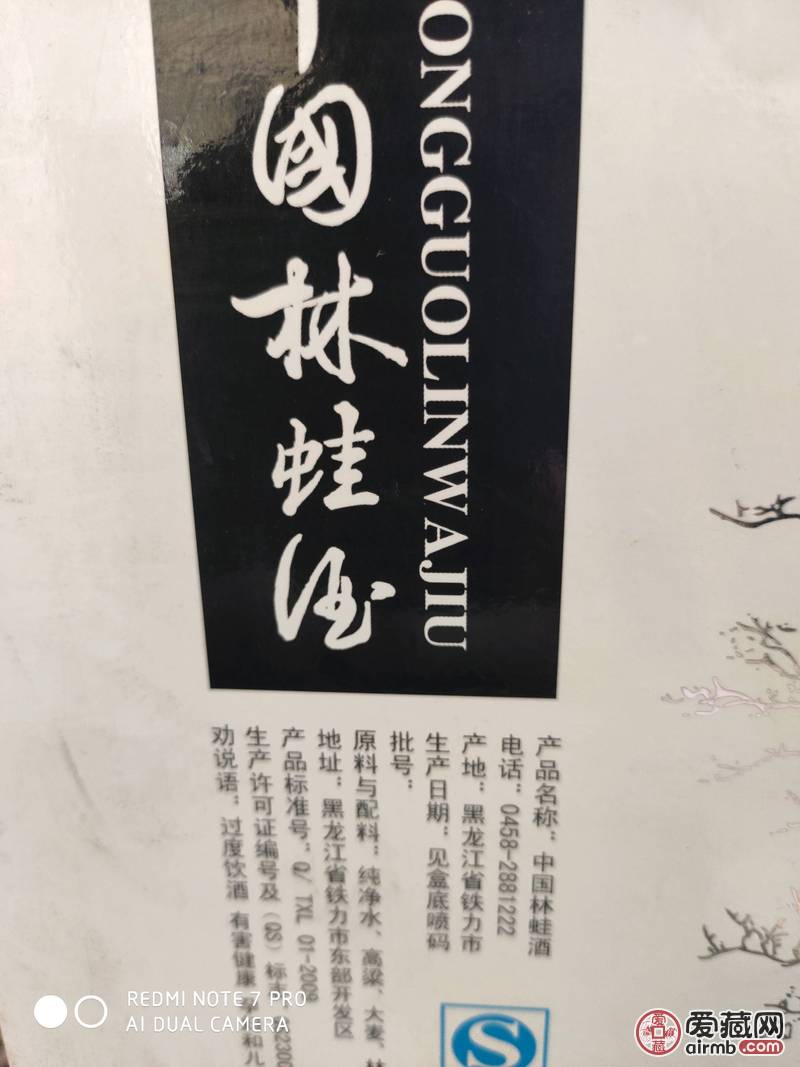 中國林蛙酒
ONGGUOLINWAJIU
产品名称：中国林蛙酒
电话：0458-2881222
产地：黑龙江省铁力市
生产日期：见盒底喷码
批号：
原料与配料：纯净水、高粱、大麦、林
地址：黑龙江省铁力市东部开发区
产品标准号：Q/ TXL 01-2009
生产许可证编号及（QS）标
劝说语：过度饮酒 有害健康
S
REDMI NOTE 7 PRO
AI DUAL CAMERA
爱藏网
airmb.com